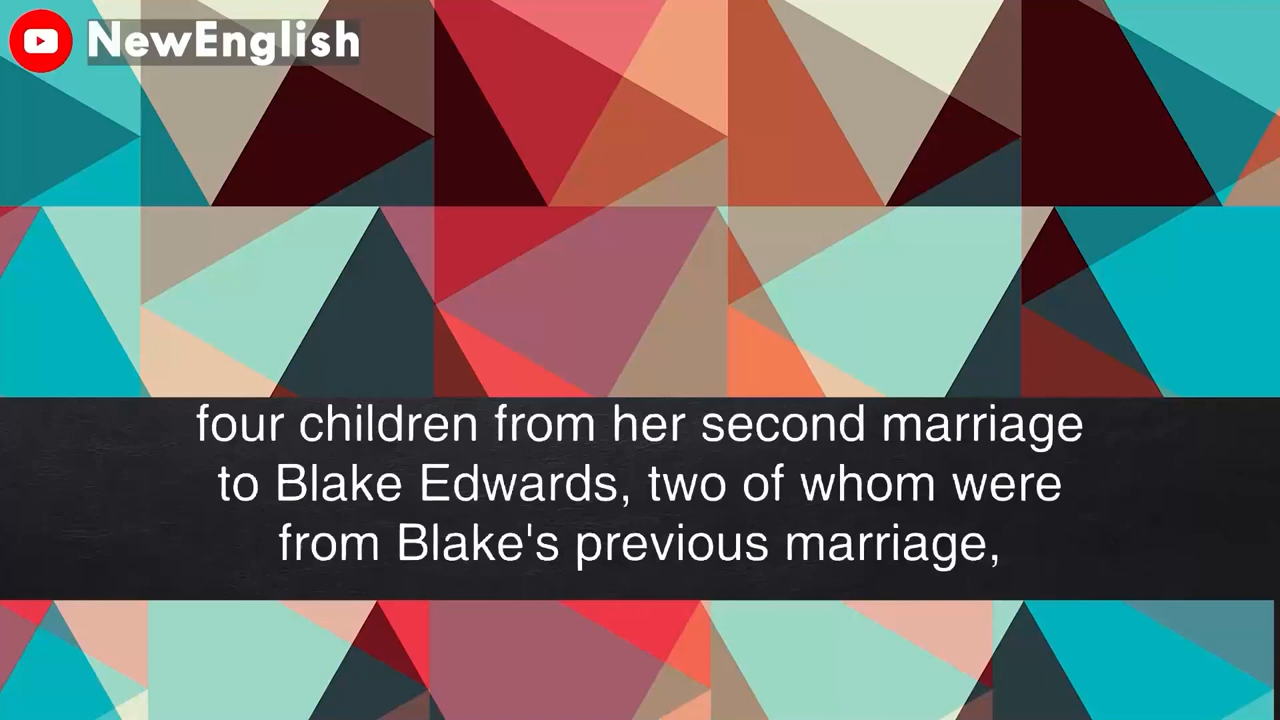 NewEnglish
four children from her second marriage
to Blake Edwards, two of whom were
from Blake's previous marriage,